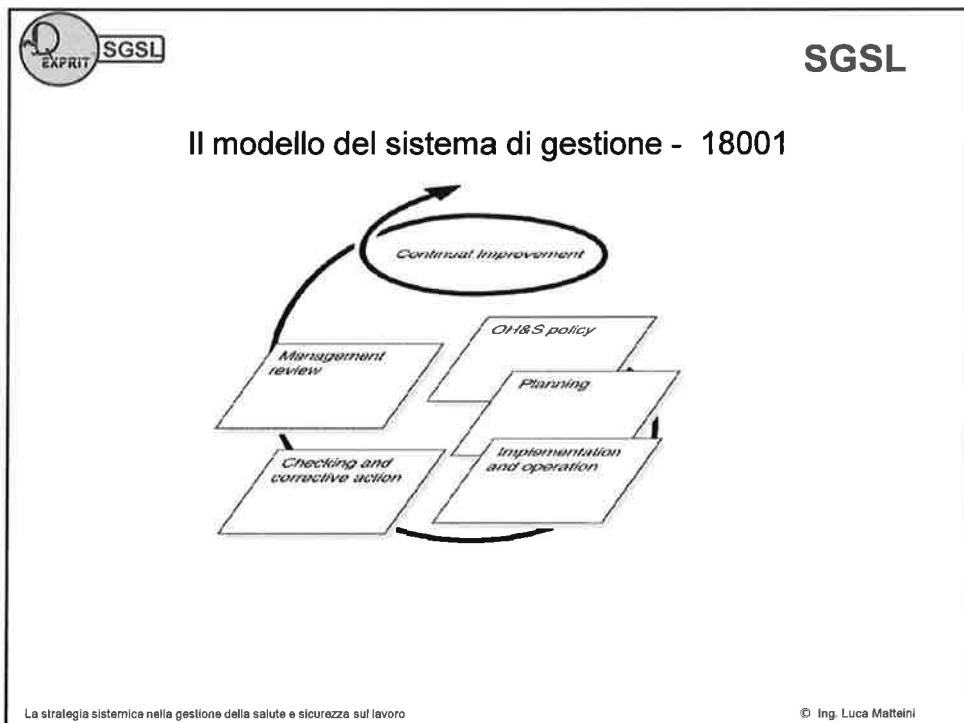 Q
EXPRIT
SGSL
SGSL
Il modello del sistema di gestione - 18001
Continual Improvement
OH&S policy
Management
review
Planning
Implementation
and operation
Checking and
corrective action
La strategia sistemica nella gestione della salute e sicurezza sul lavoro
© Ing. Luca Matteini